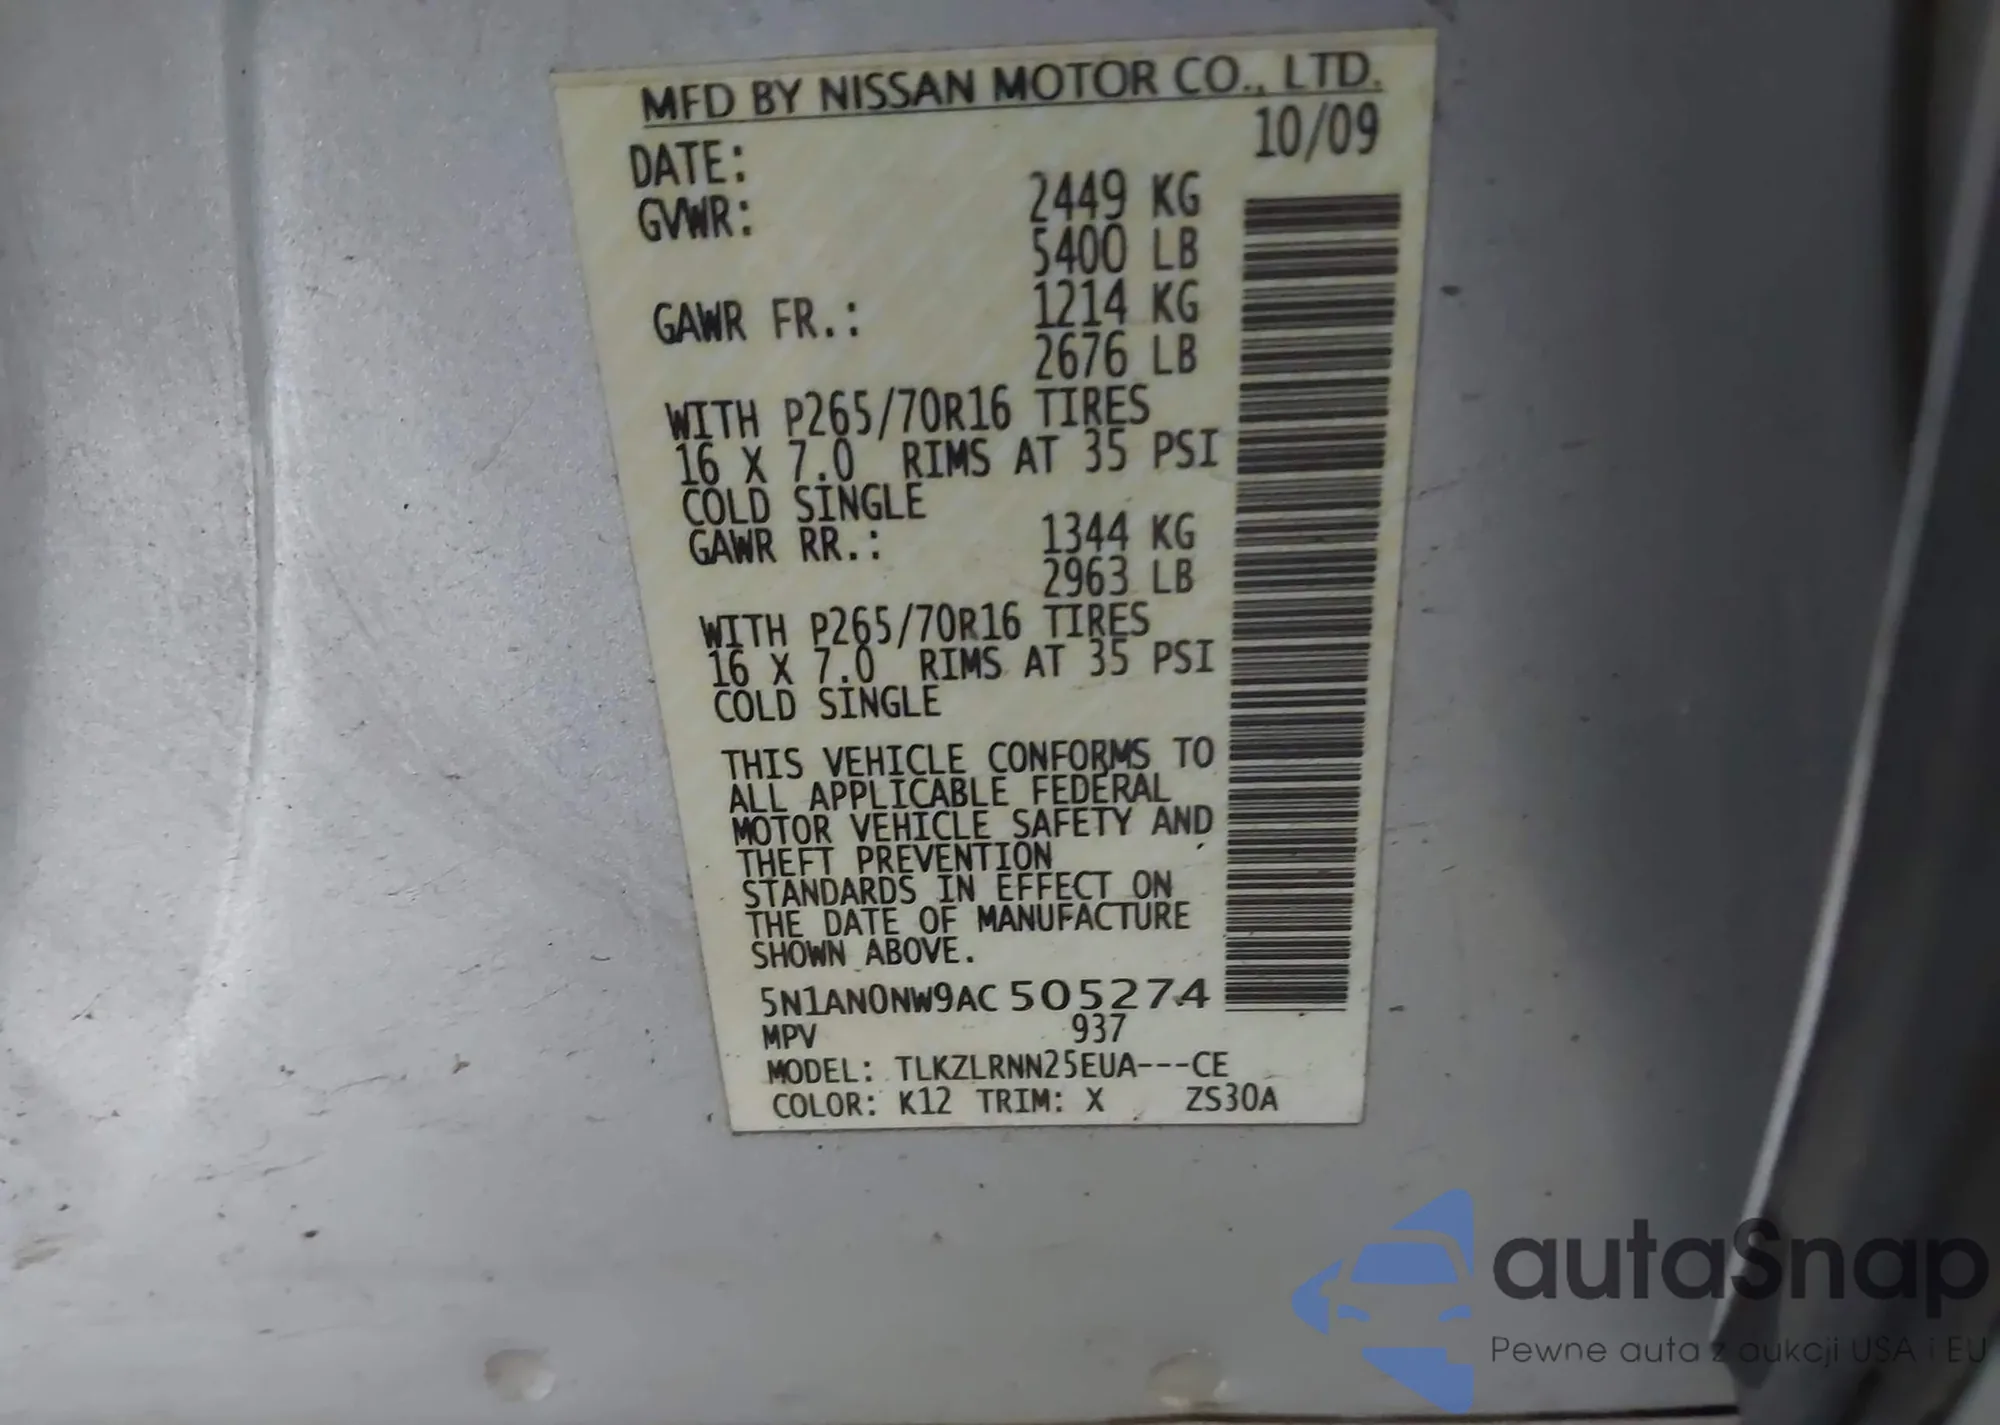 MFD BY NISSAN MOTOR CO., LTD.
DATE: 10/09
GVWR: 2449 KG
5400 LB
GAWR FR.: 1214 KG
2676 LB
WITH P265/70R16 TIRES
16 X 7.0 RIMS AT 35 PSI
COLD SINGLE
GAWR RR.: 1344 KG
2963 LB
WITH P265/70R16 TIRES
16 X 7.0 RIMS AT 35 PSI
COLD SINGLE
THIS VEHICLE CONFORMS TO
ALL APPLICABLE FEDERAL
MOTOR VEHICLE SAFETY AND
THEFT PREVENTION
STANDARDS IN EFFECT ON
THE DATE OF MANUFACTURE
SHOWN ABOVE.
5N1AN0NW9AC505274
MPV 937
MODEL: TLKZLRNN25EUA---CE
COLOR: K12 TRIM: X ZS30A
autaSnap
Pewne auta z aukcji USA i EU